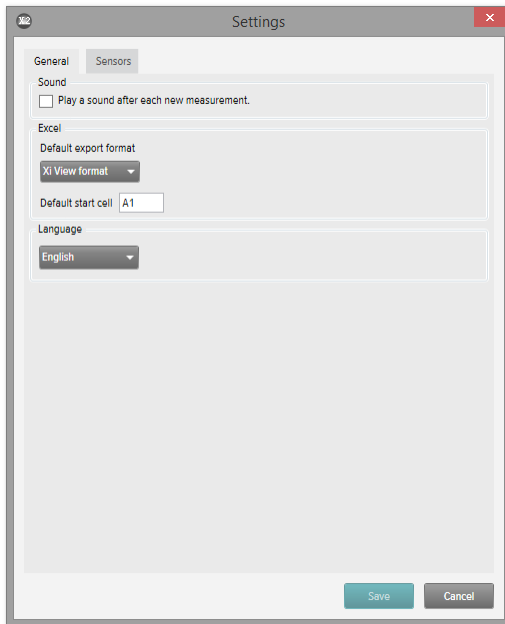 Settings
General Sensors
Sound
Play a sound after each new measurement.
Excel
Default export format
Xi View format
Default start cell A1
Language
English
Save Cancel